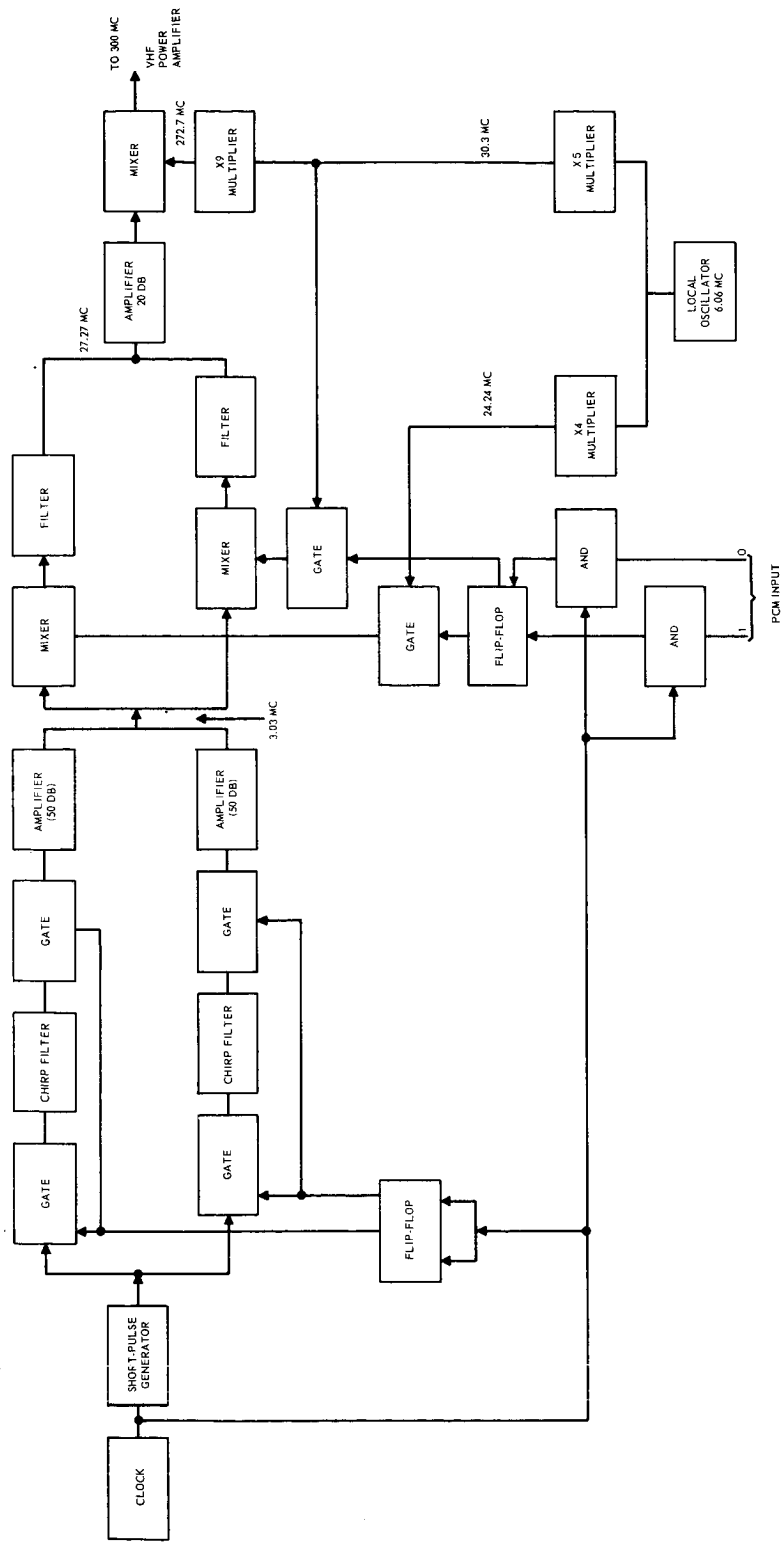 CLOCK
SHORT-PULSE
GENERATOR
GATE
CHIRP FILTER
GATE
AMPLIFIER
(50 DB)
MIXER
FILTER
27.27 MC
AMPLIFIER
20 DB
MIXER
TO 300 MC
VHF
POWER
AMPLIFIER
GATE
CHIRP FILTER
GATE
AMPLIFIER
(50 DB)
3.03 MC
MIXER
FILTER
272.7 MC
X9
MULTIPLIER
GATE
FLIP-FLOP
GATE
FLIP-FLOP
24.24 MC
30.3 MC
AND
X4
MULTIPLIER
X5
MULTIPLIER
AND
LOCAL
OSCILLATOR
6.06 MC
1
0
PCM INPUT